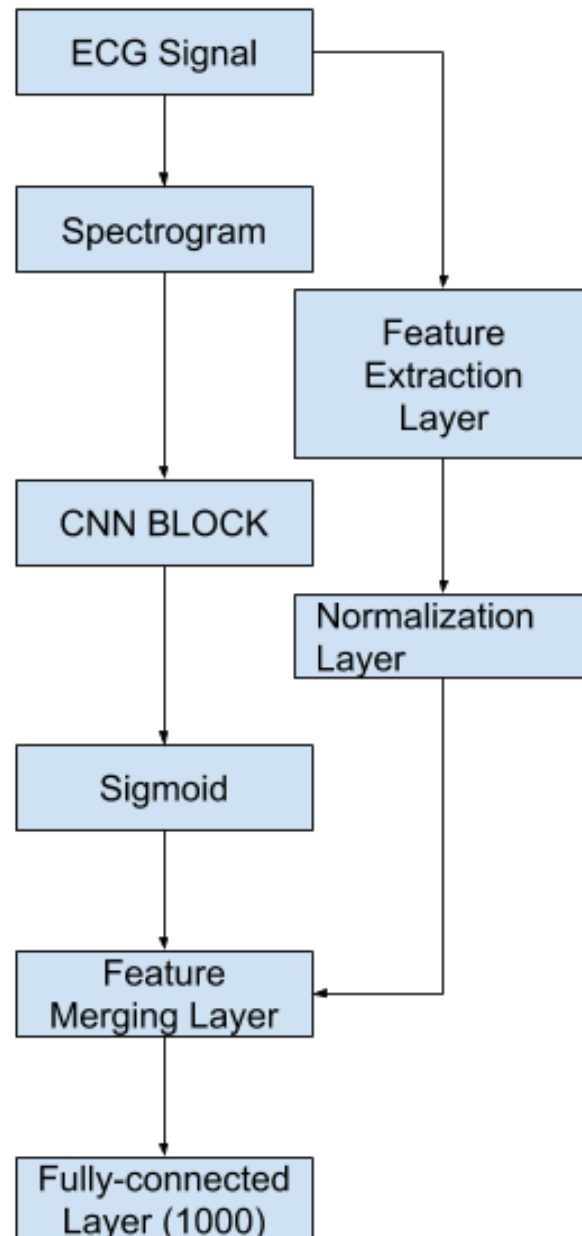 ECG Signal
Spectrogram
Feature
Extraction
Layer
CNN BLOCK
Normalization
Layer
Sigmoid
Feature
Merging Layer
Fully-connected
Layer (1000)